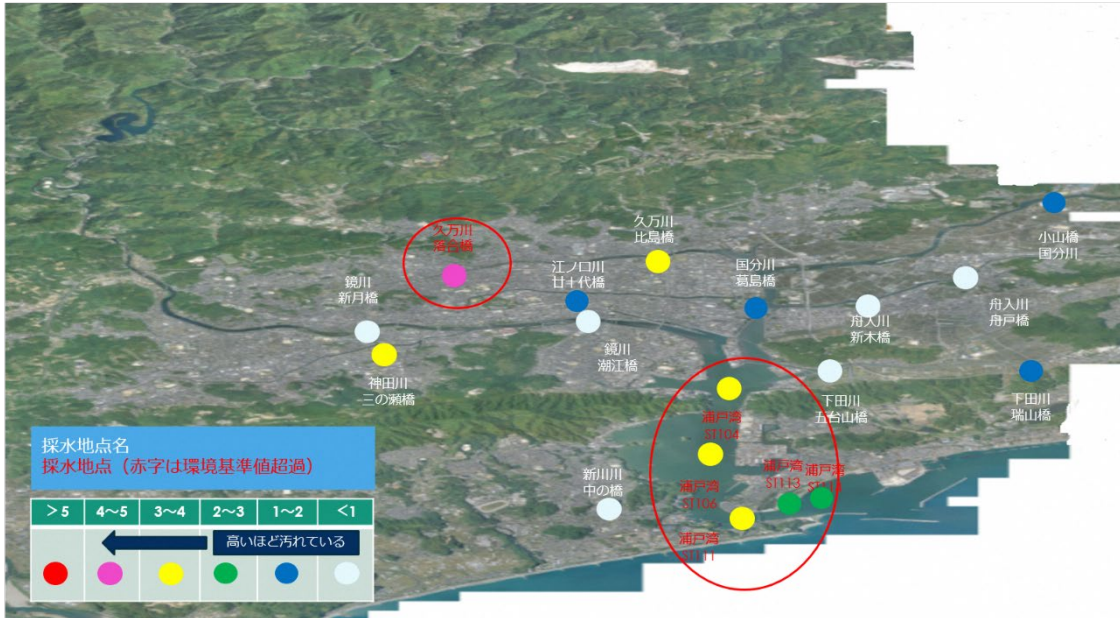 小山橋
国分川
久万川
落合橋
久万川
比島橋
江ノ口川
廿十代橋
国分川
葛島橋
鏡川
新月橋
舟入川
舟戸橋
舟入川
新木橋
鏡川
潮江橋
神田川
三の瀬橋
下田川
五台山橋
下田川
瑞山橋
浦戸湾
ST104
浦戸湾
ST106
浦戸湾
ST111
浦戸湾
ST113
浦戸湾
新川川
中の橋
採水地点名
採水地点（赤字は環境基準値超過）
＞5 4～5 3～4 2～3 1～2 ＜1
高いほど汚れている